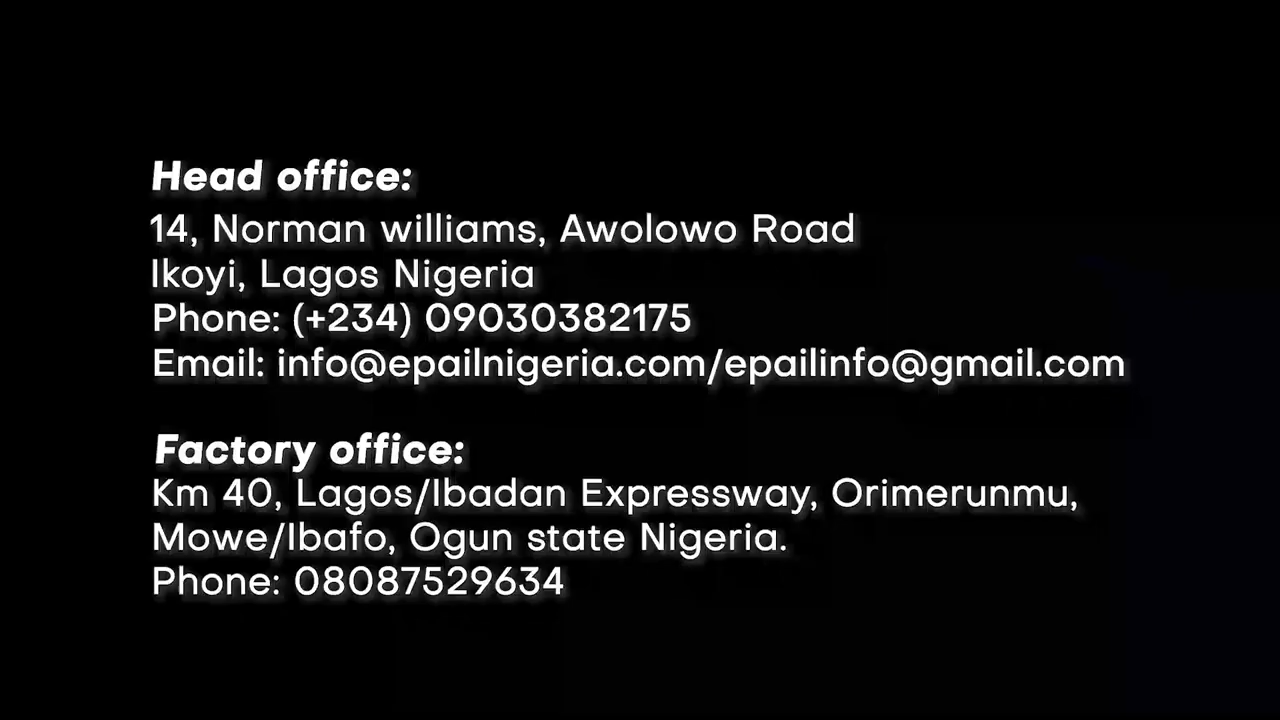 Head office:
14, Norman williams, Awolowo Road
Ikoyi, Lagos Nigeria
Phone: (+234) 09030382175
Email: info@epailnigeria.com/epailinfo@gmail.com
Factory office:
Km 40, Lagos/Ibadan Expressway, Orimerunmu,
Mowe/Ibafo, Ogun state Nigeria.
Phone: 08087529634